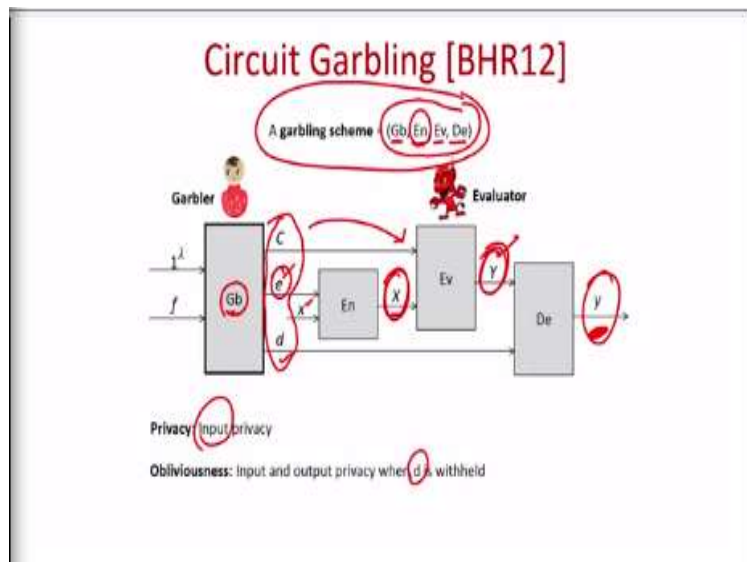 Circuit Garbling [BHR12]
A garbling scheme (Gb, En, Ev, De)
Garbler
Evaluator
C
1^λ
e
Ev
Y
Gb
En
X
f
x
De
y
d
Privacy: Input privacy
Obliviousness: Input and output privacy when d is withheld